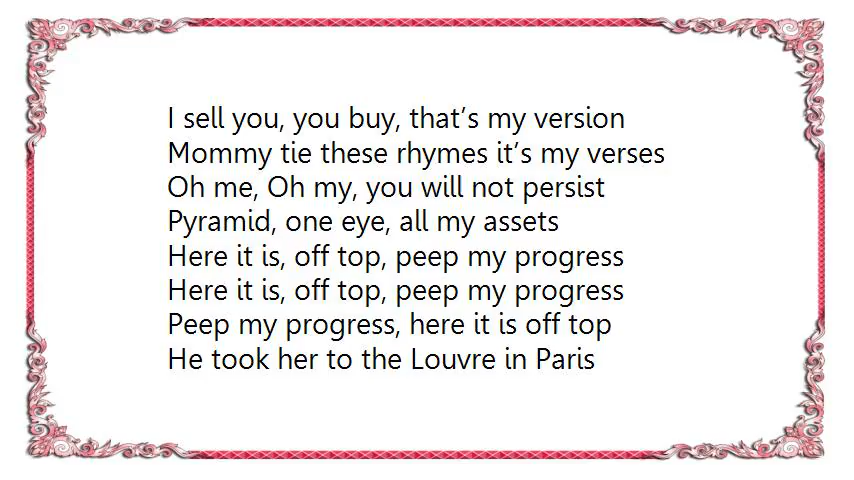 I sell you, you buy, that’s my version
Mommy tie these rhymes it’s my verses
Oh me, Oh my, you will not persist
Pyramid, one eye, all my assets
Here it is, off top, peep my progress
Here it is, off top, peep my progress
Peep my progress, here it is off top
He took her to the Louvre in Paris